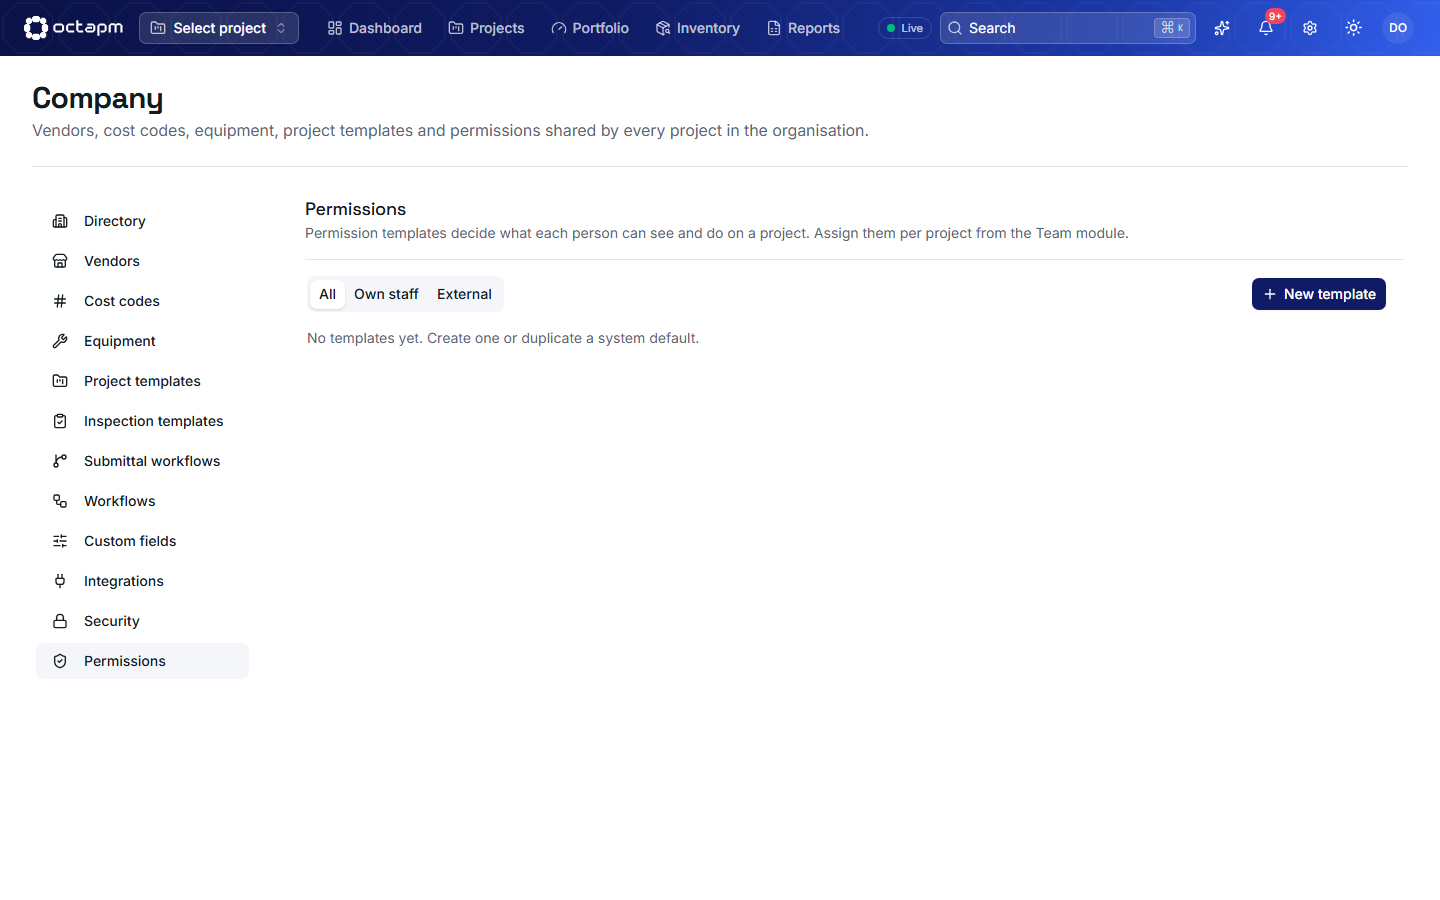 octapm
Select project
Dashboard
Projects
Portfolio
Inventory
Reports
Live
Search
⌘ K
9+
DO
Company
Vendors, cost codes, equipment, project templates and permissions shared by every project in the organisation.
Directory
Vendors
Cost codes
Equipment
Project templates
Inspection templates
Submittal workflows
Workflows
Custom fields
Integrations
Security
Permissions
Permissions
Permission templates decide what each person can see and do on a project. Assign them per project from the Team module.
All
Own staff
External
New template
No templates yet. Create one or duplicate a system default.